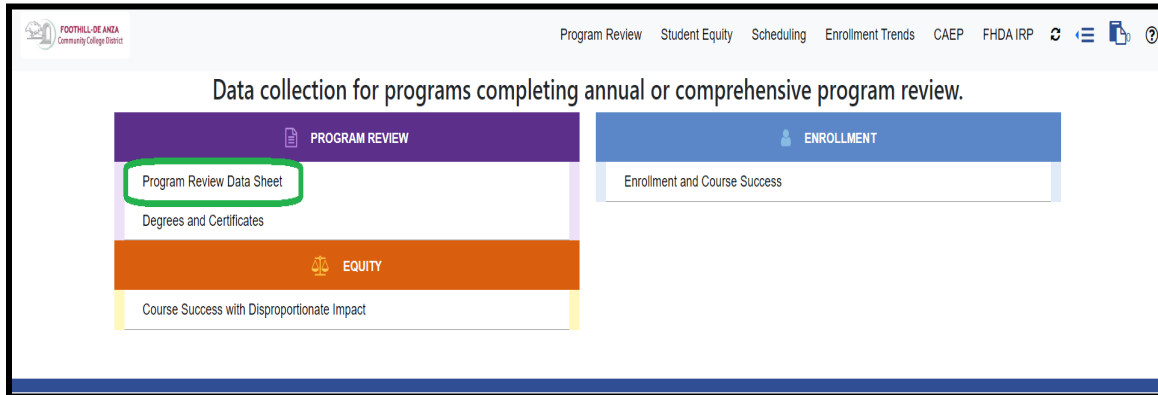 FOOTHILL-DE ANZA
Community College District
Program Review Student Equity Scheduling Enrollment Trends CAEP FHDA IRP
Data collection for programs completing annual or comprehensive program review.
PROGRAM REVIEW
Program Review Data Sheet
Degrees and Certificates
EQUITY
Course Success with Disproportionate Impact
ENROLLMENT
Enrollment and Course Success